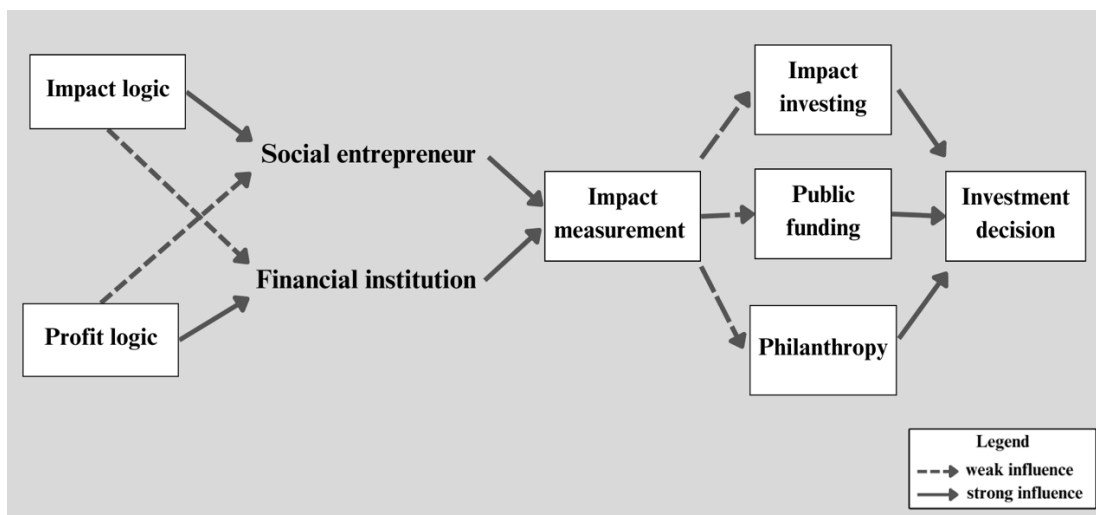 Impact logic
Profit logic
Social entrepreneur
Financial institution
Impact
measurement
Impact
investing
Public
funding
Philanthropy
Investment
decision
Legend
weak influence
strong influence